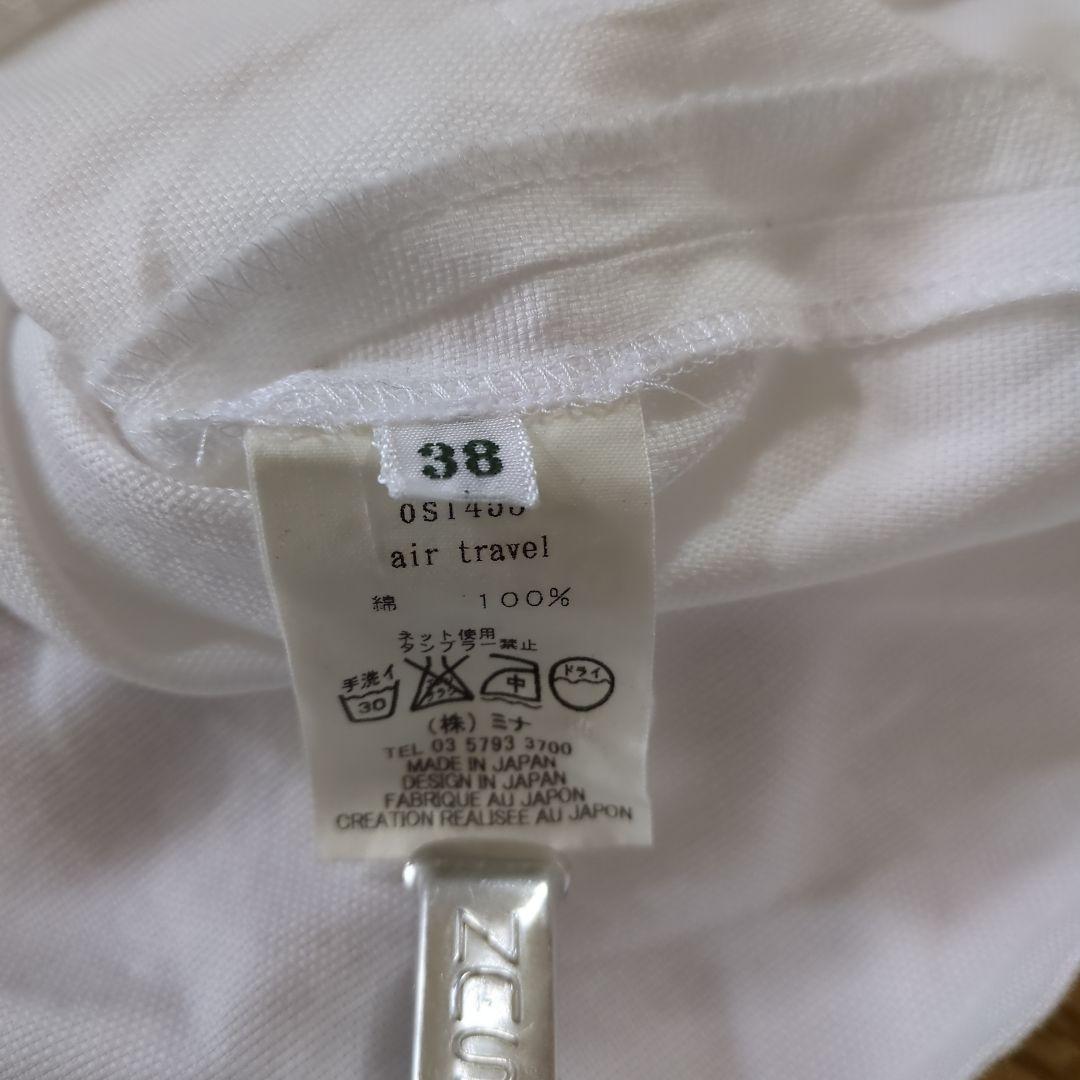 38
air travel
綿 100%
ネット使用
タンブラー禁止
手洗イ
30
中
ドライ
(株)ミナ
TEL 03 5793 3700
MADE IN JAPAN
DESIGN IN JAPAN
FABRIQUE AU JAPON
CREATION REALISEE AU JAPON